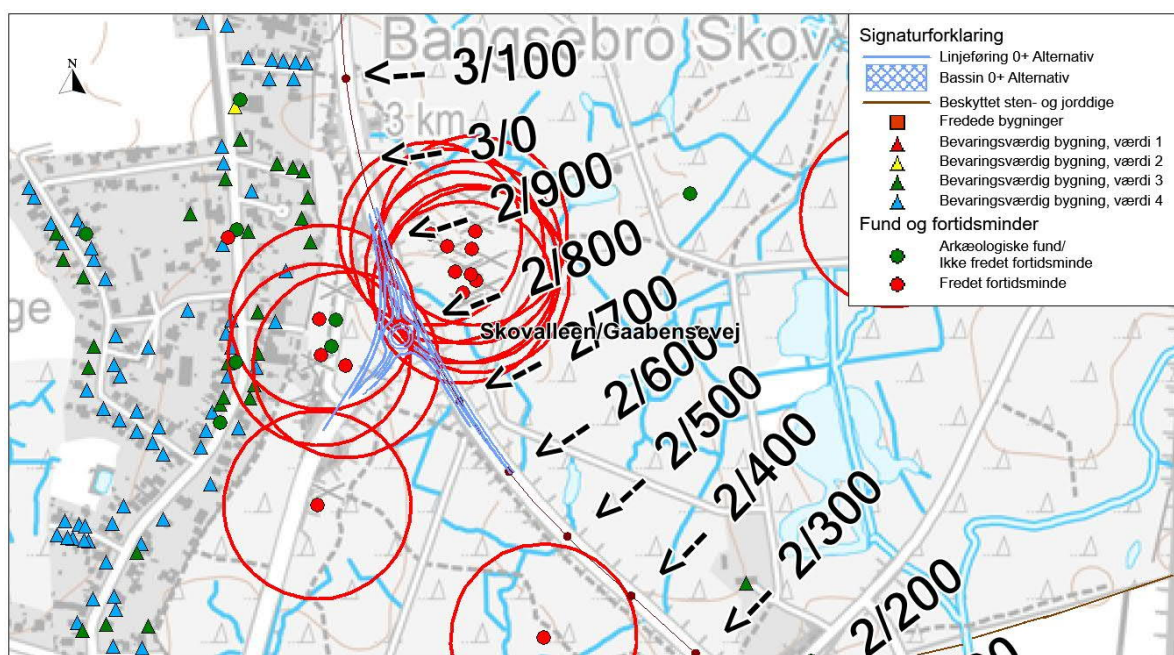 Bangsebro Skov
N
3/100
3 km
3/0
2/900
2/800
2/700
Skovalleen/Gaabensevej
2/600
2/500
2/400
2/300
2/200
ge
Signaturforklaring
Linjeføring 0+ Alternativ
Bassin 0+ Alternativ
Beskyttet sten- og jorddige
Fredede bygninger
Bevaringsværdig bygning, værdi 1
Bevaringsværdig bygning, værdi 2
Bevaringsværdig bygning, værdi 3
Bevaringsværdig bygning, værdi 4
Fund og fortidsminder
Arkæologiske fund/
Ikke fredet fortidsminde
Fredet fortidsminde